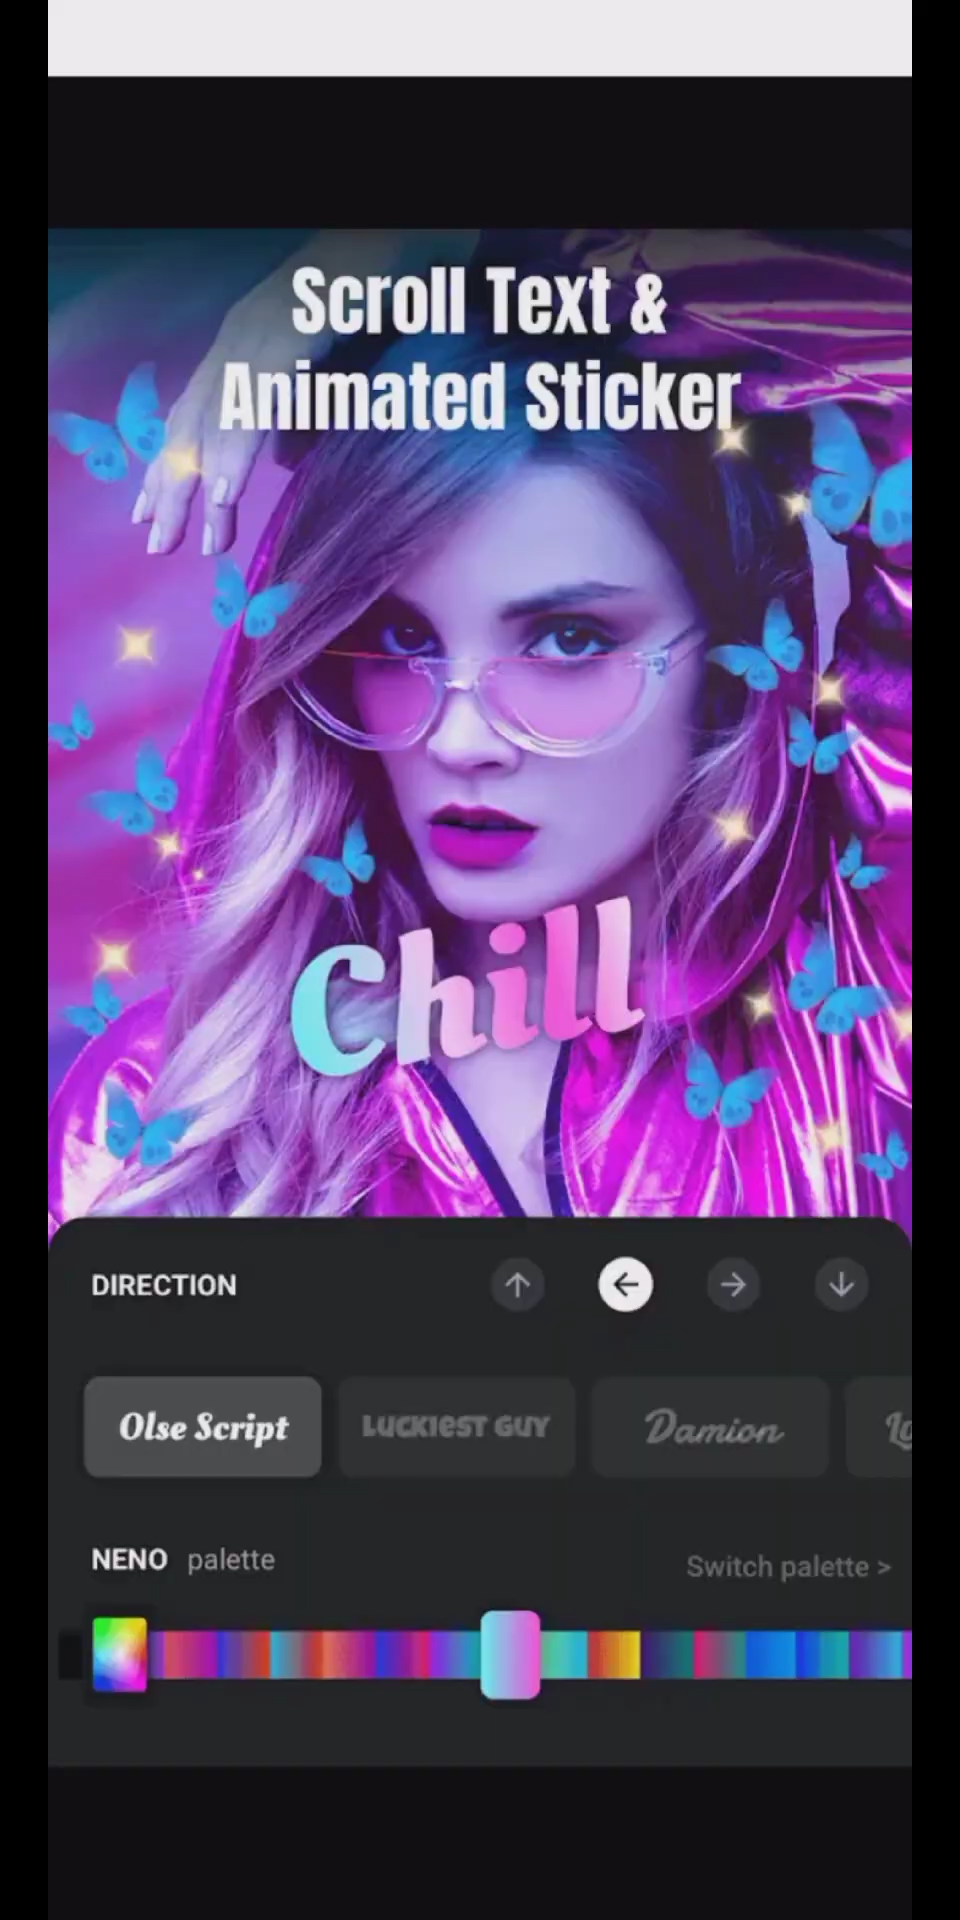 Scroll Text &
Animated Sticker
Chill
DIRECTION
Olse Script
LUCKIEST GUY
Damion
NENO palette
Switch palette >